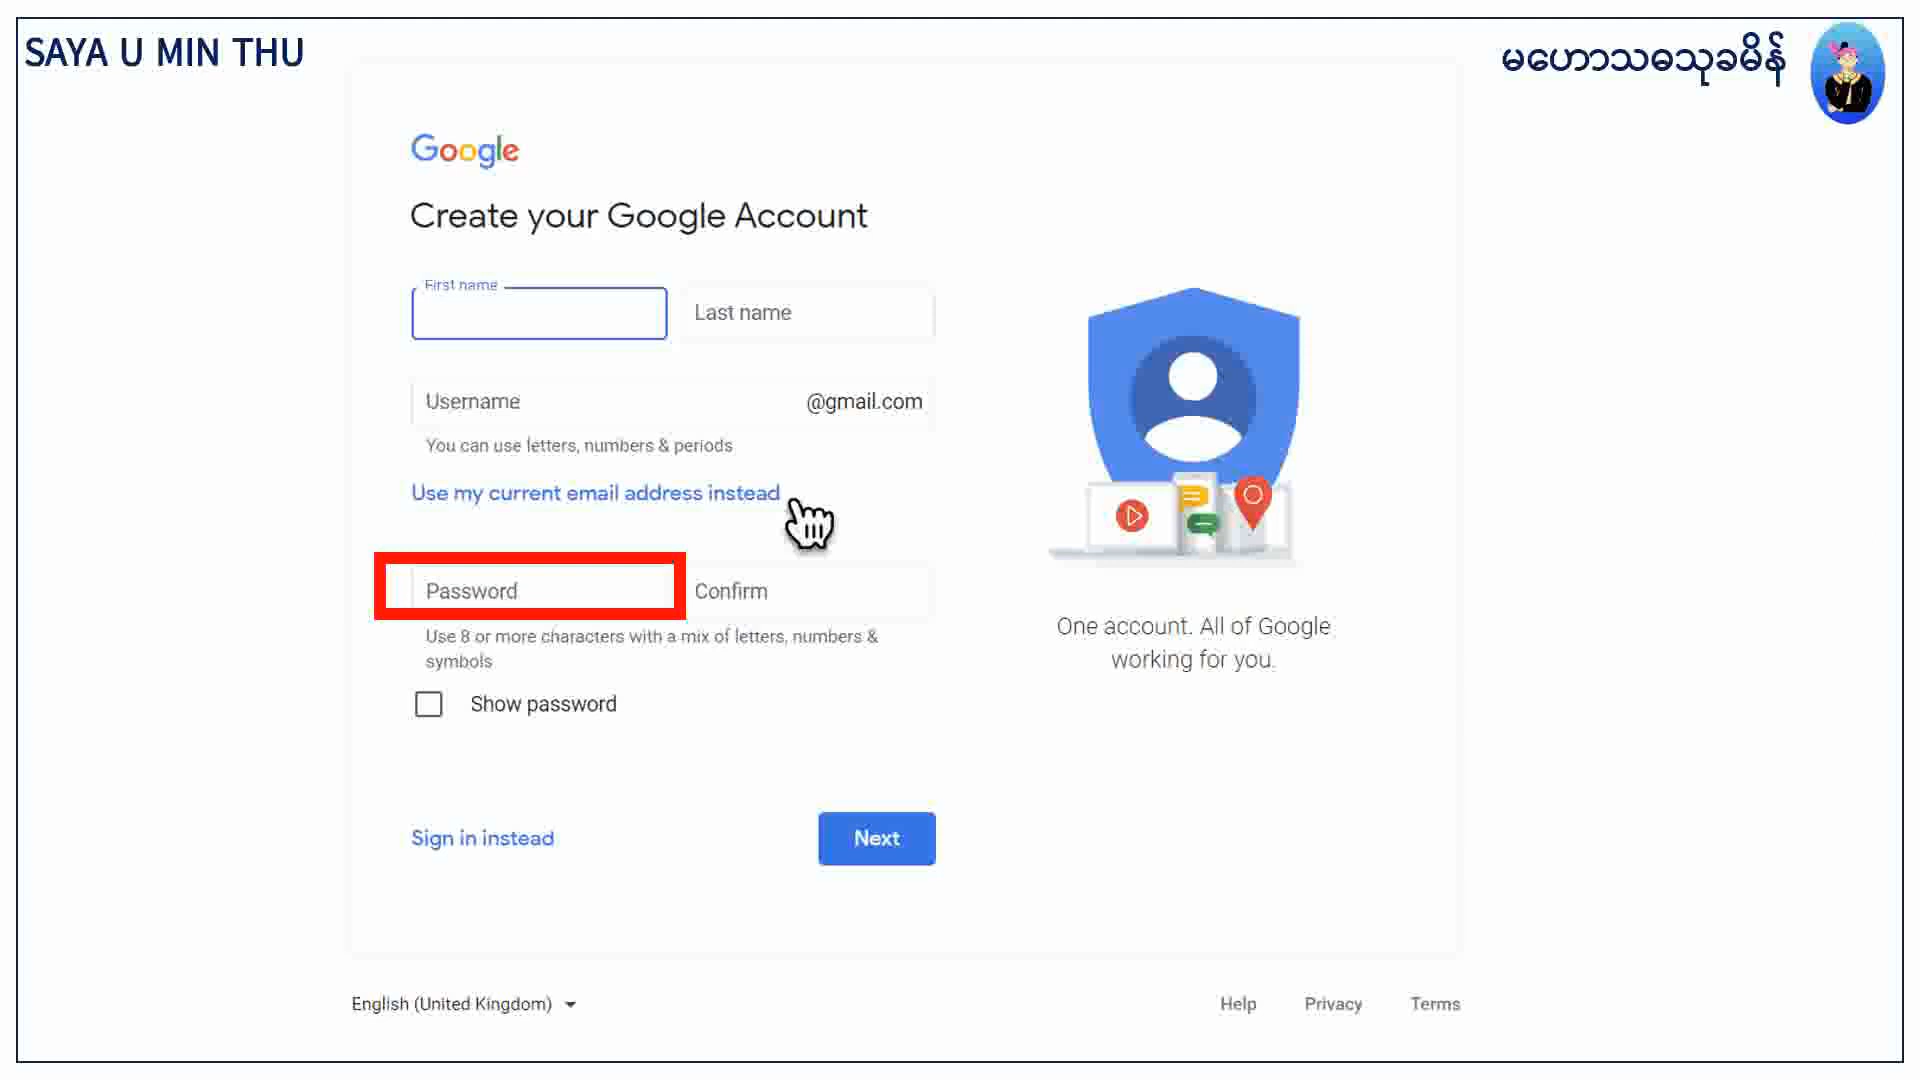 SAYA U MIN THU
မဟောသဓသုခမိန်
Google
Create your Google Account
First name
Last name
Username
@gmail.com
You can use letters, numbers & periods
Use my current email address instead
Password
Confirm
Use 8 or more characters with a mix of letters, numbers &
symbols
Show password
Sign in instead
Next
One account. All of Google
working for you.
English (United Kingdom)
Help
Privacy
Terms